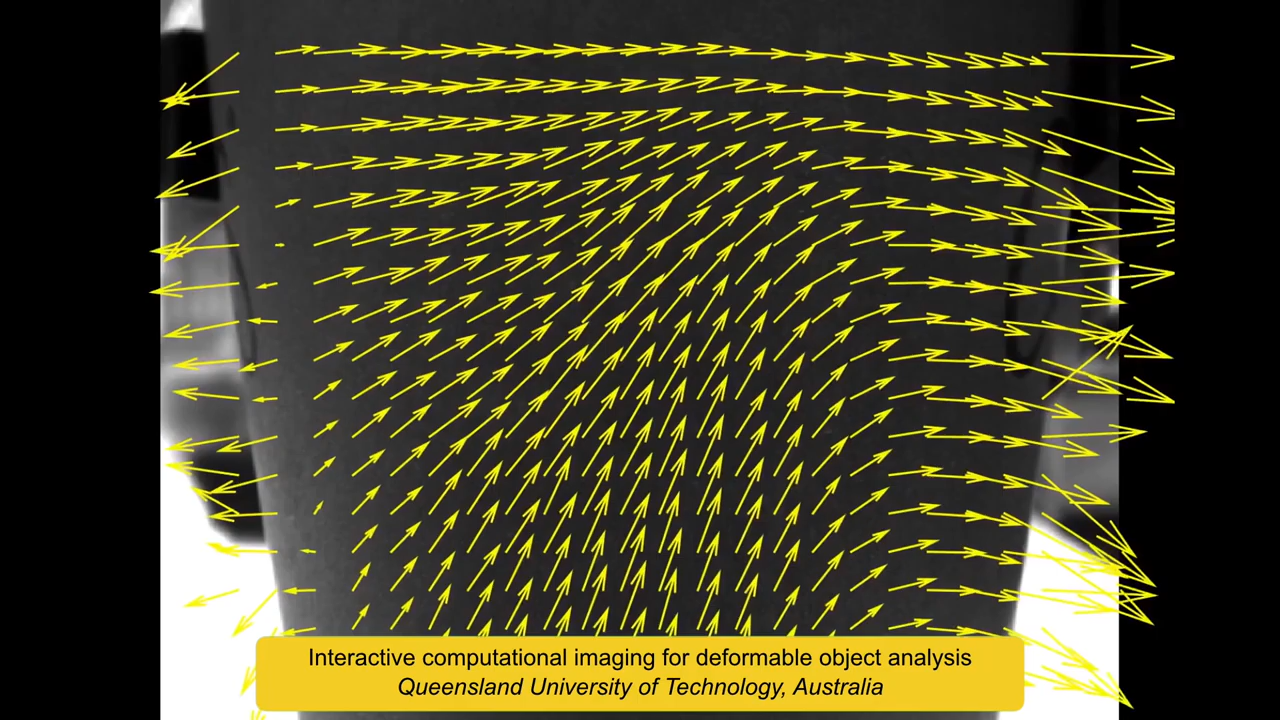 Interactive computational imaging for deformable object analysis
Queensland University of Technology, Australia